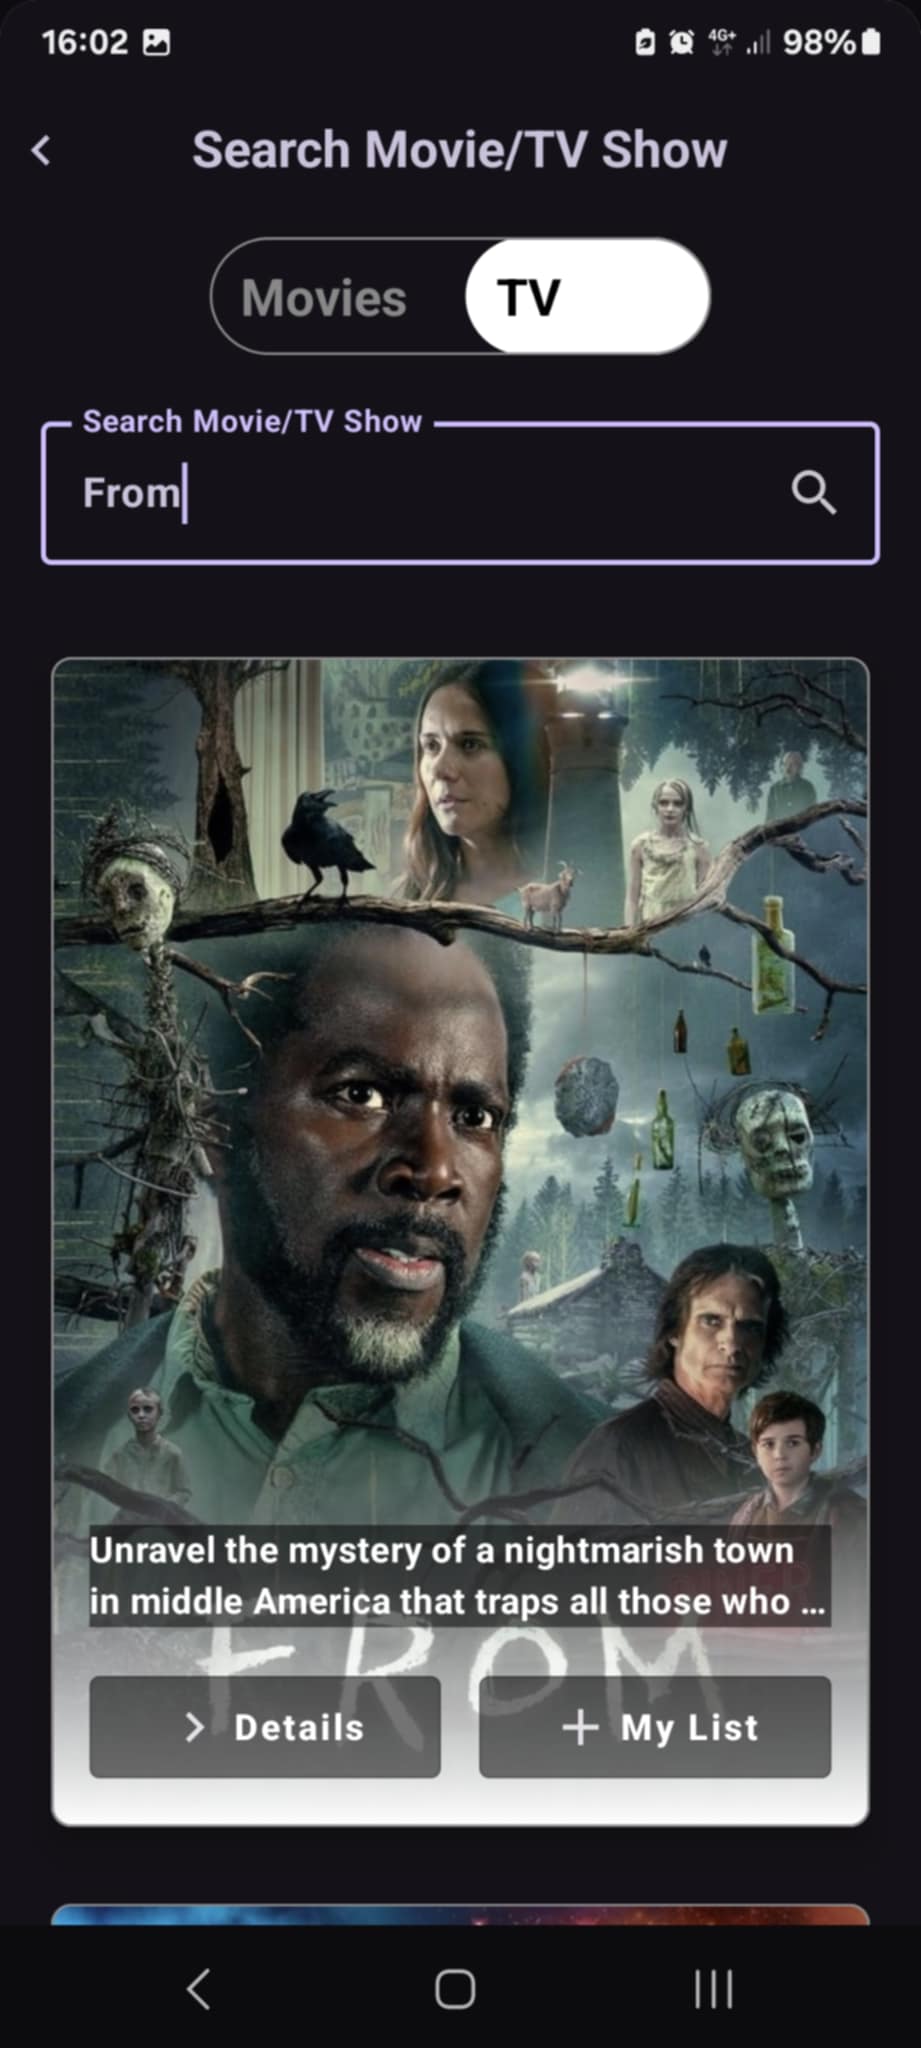 16:02
4G+
98%
Search Movie/TV Show
Movies
TV
Search Movie/TV Show
From
Unravel the mystery of a nightmarish town
in middle America that traps all those who ...
FROM
Details
My List